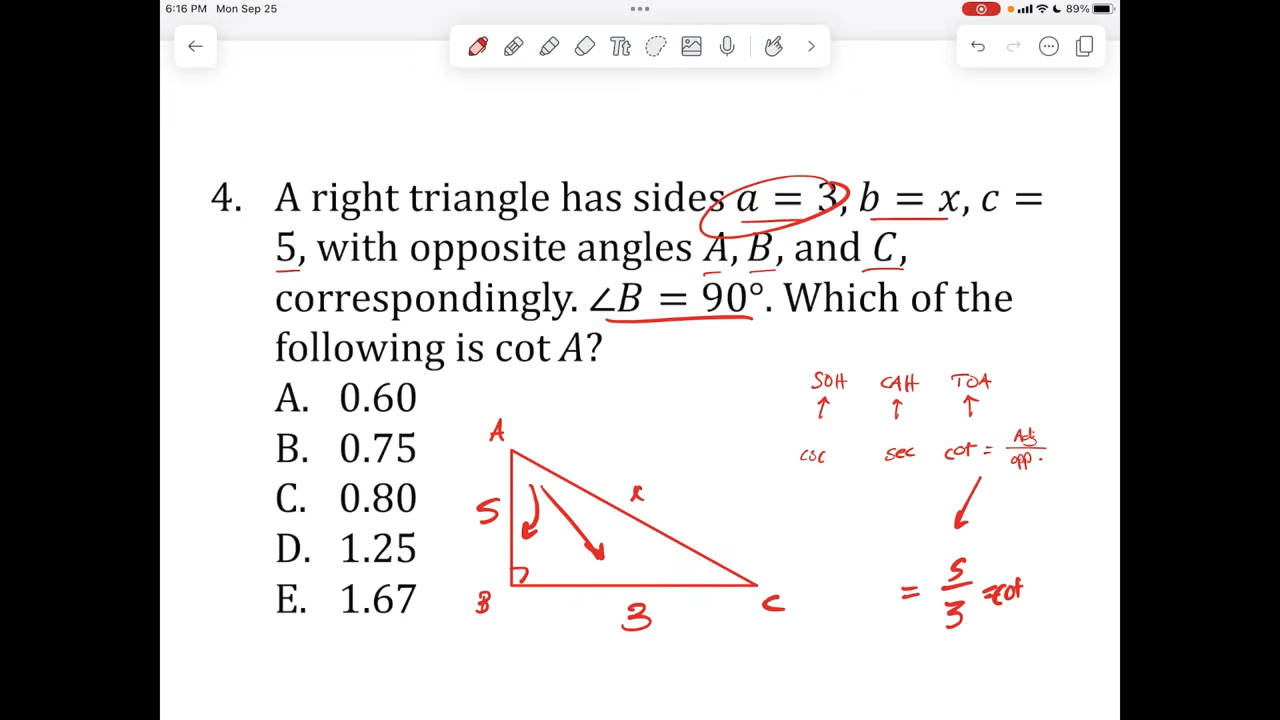 6:16 PM Mon Sep 25
89%
Tt
4. A right triangle has sides a = 3, b = x, c =
5, with opposite angles A, B, and C,
correspondingly. ∠B = 90°. Which of the
following is cot A?
A. 0.60
B. 0.75
C. 0.80
D. 1.25
E. 1.67
SOH CAH TOA
csc sec cot = Adj
opp.
A
5
x
B
3
C
= 5/3 = cot